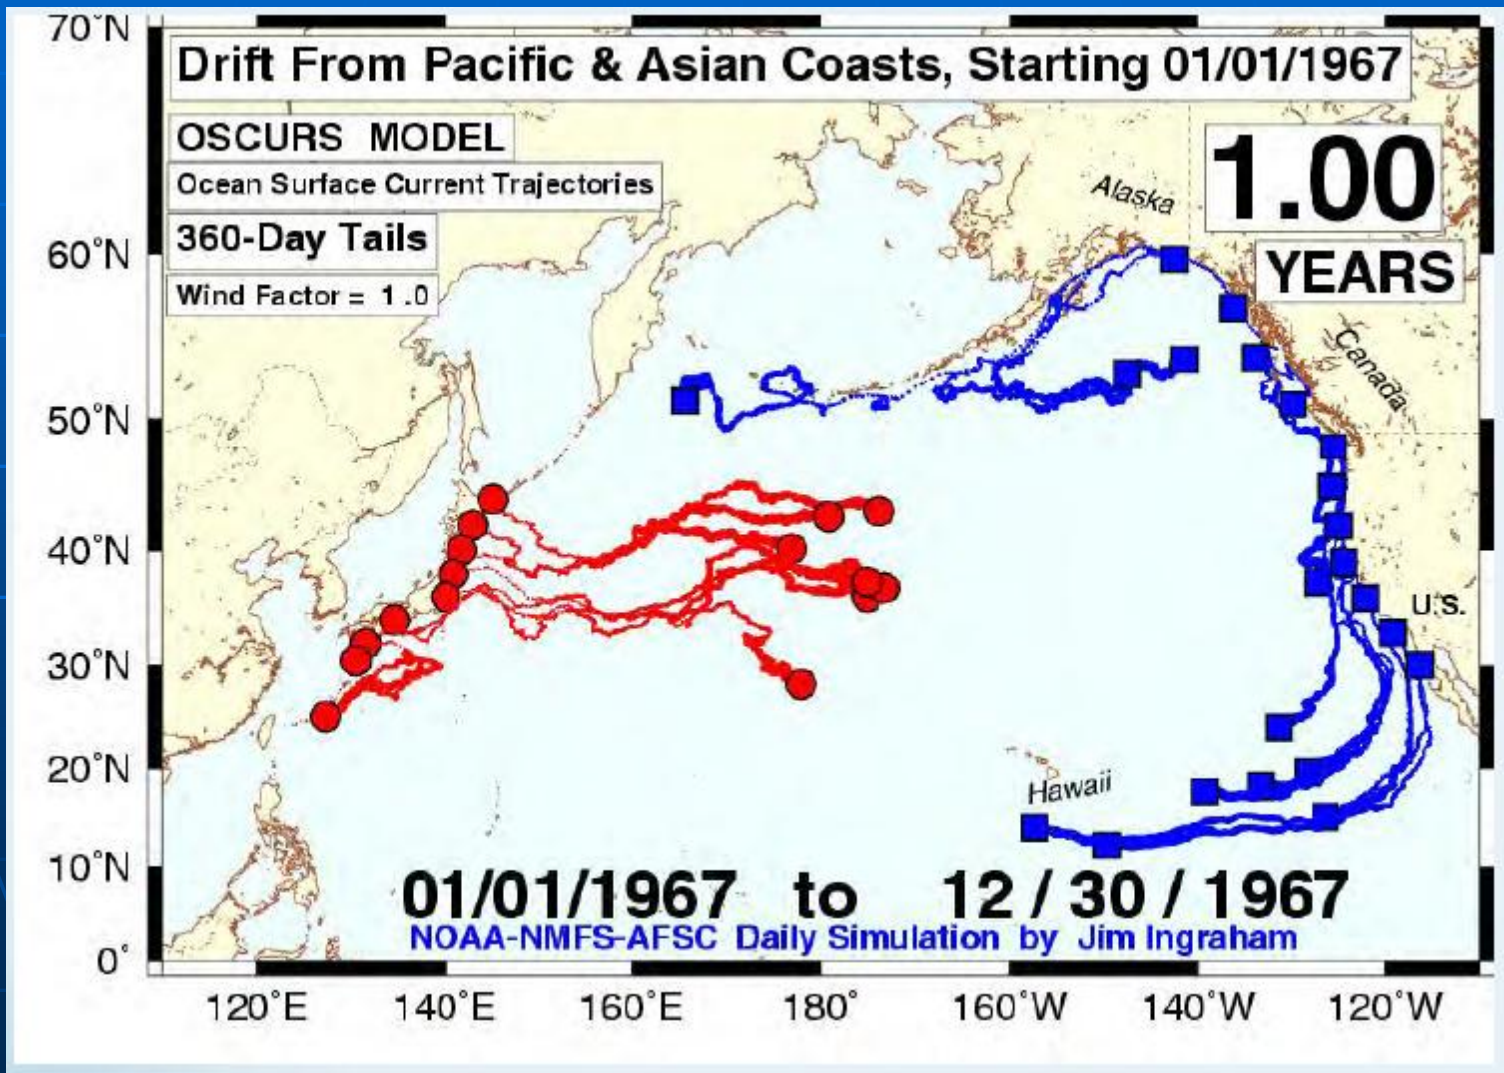 70°N
Drift From Pacific & Asian Coasts, Starting 01/01/1967
OSCURS MODEL
1.00
Ocean Surface Current Trajectories
Alaska
360-Day Tails
60°N
YEARS
Wind Factor = 1.0
Canada
50°N
40°N
U.S.
30°N
20°N
Hawaii
10°N
01/01/1967 to 12 / 30 / 1967
NOAA-NMFS-AFSC Daily Simulation by Jim Ingraham
0°
120°E 140°E 160°E 180° 160°W 140°W 120°W